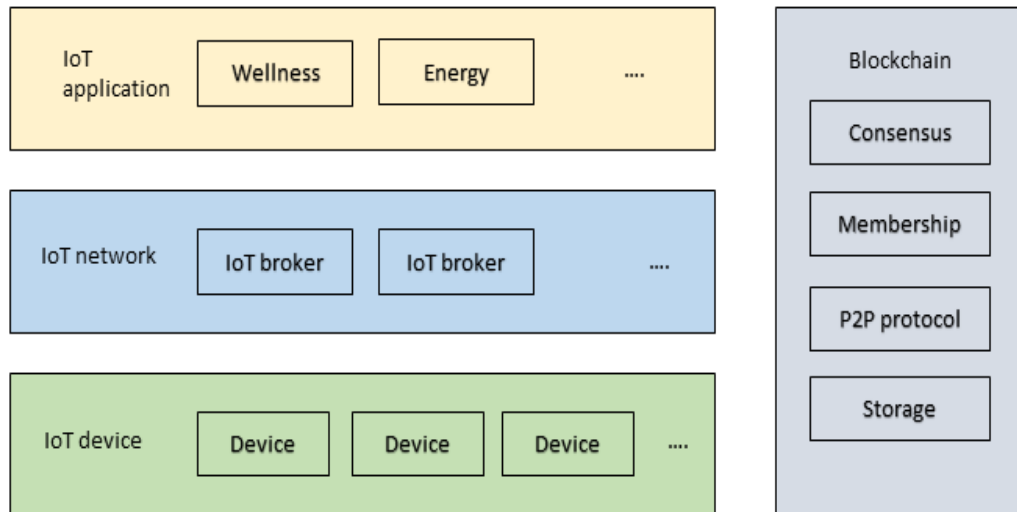 IoT
application
Wellness
Energy
....
IoT network
IoT broker
IoT broker
....
IoT device
Device
Device
Device
....
Blockchain
Consensus
Membership
P2P protocol
Storage